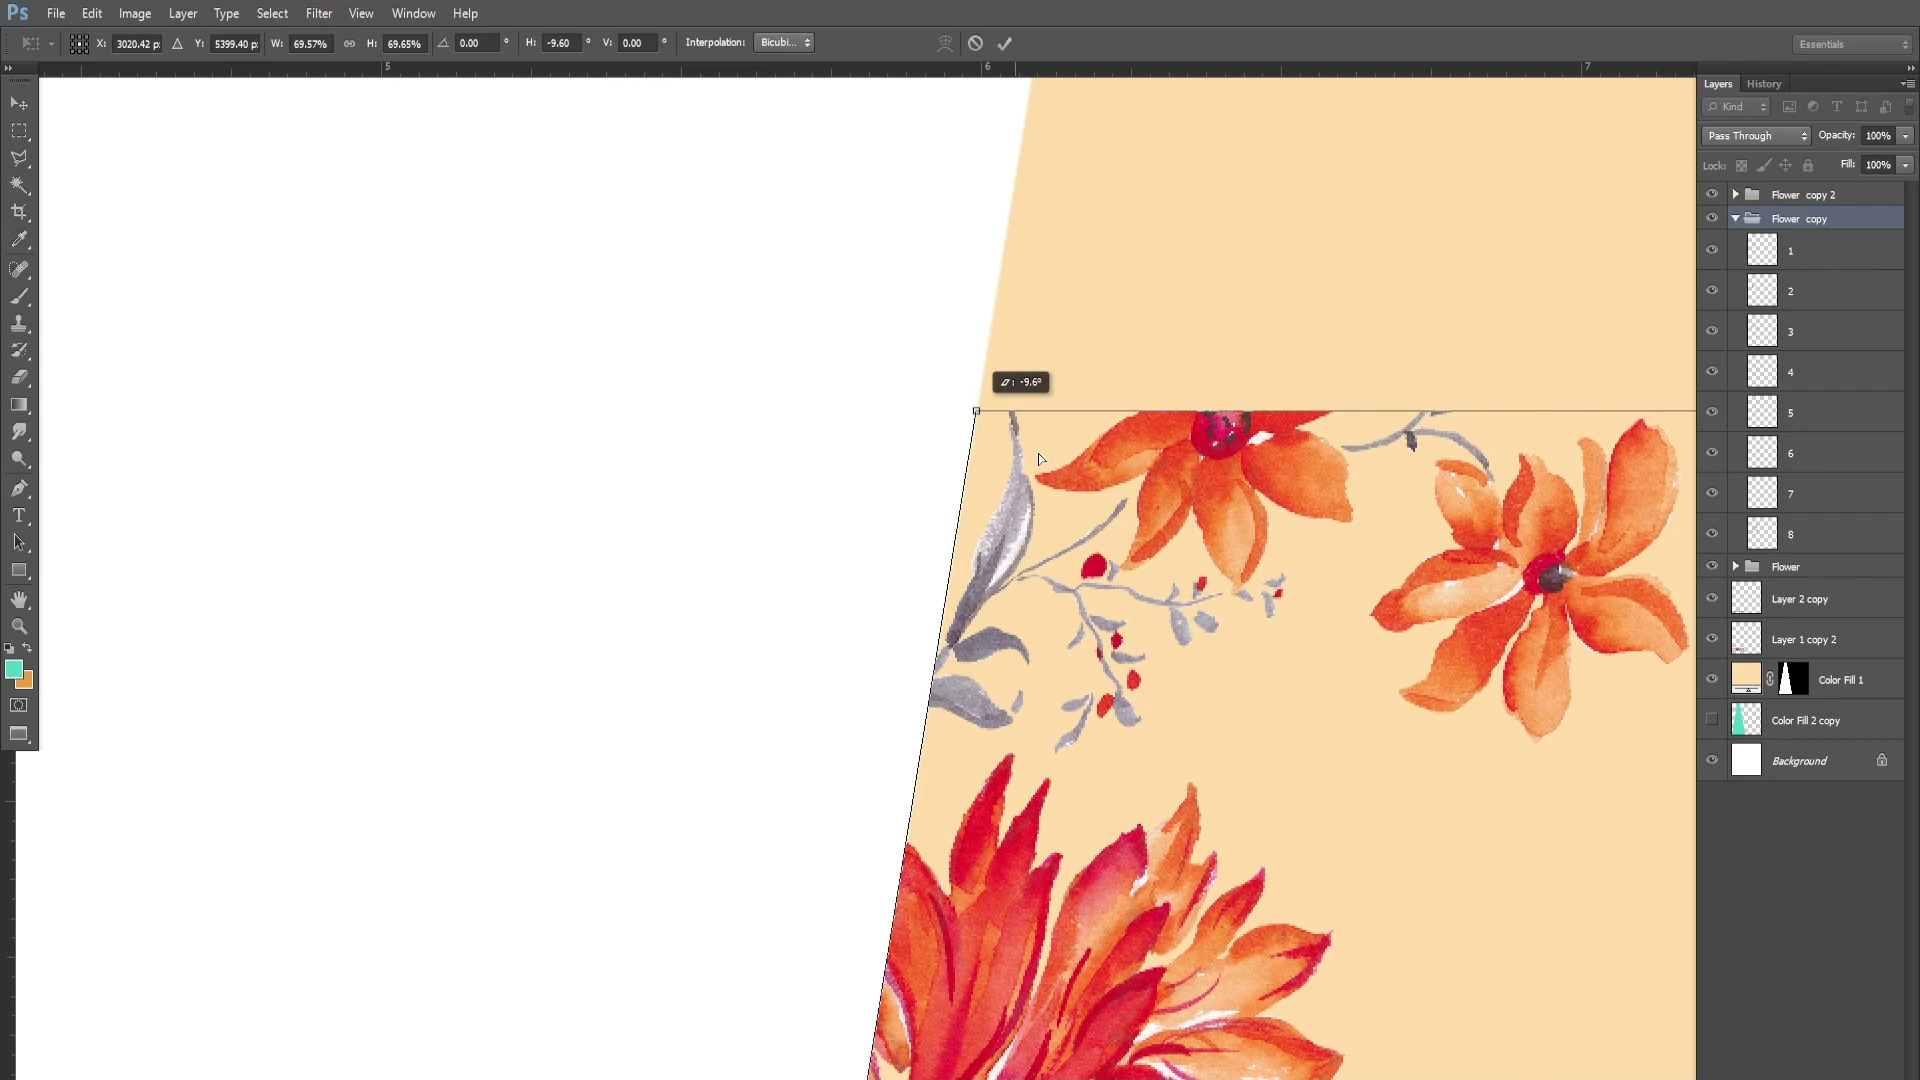 Ps File Edit Image Layer Type Select Filter View Window Help
X: 3020.42 px Y: 5399.40 px W: 69.57% H: 69.65% 0.00 ° H: -9.60 ° V: 0.00 ° Interpolation: Bicubi... Essentials
5 6 7
Layers History
Kind
Pass Through Opacity: 100%
Lock: Fill: 100%
Flower copy 2
Flower copy
1
2
3
4
5
6
7
8
Flower
Layer 2 copy
Layer 1 copy 2
Color Fill 1
Color Fill 2 copy
Background
: -9.6°
T